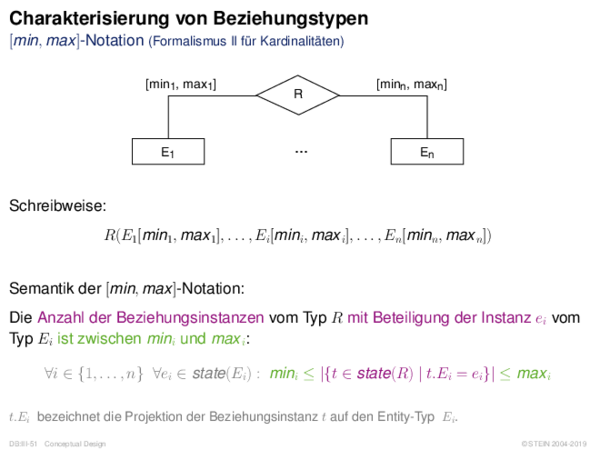 Charakterisierung von Beziehungstypen
[min, max]-Notation (Formalismus II für Kardinalitäten)
[min₁, max₁] R [minₙ, maxₙ]
E₁ ... Eₙ
Schreibweise:
R(E₁[min₁, max₁], . . . , Eᵢ[minᵢ, maxᵢ], . . . , Eₙ[minₙ, maxₙ])
Semantik der [min, max]-Notation:
Die Anzahl der Beziehungsinstanzen vom Typ R mit Beteiligung der Instanz eᵢ vom
Typ Eᵢ ist zwischen minᵢ und maxᵢ:
∀i ∈ {1, . . . , n} ∀eᵢ ∈ state(Eᵢ) : minᵢ ≤ |{t ∈ state(R) | t.Eᵢ = eᵢ}| ≤ maxᵢ
t.Eᵢ bezeichnet die Projektion der Beziehungsinstanz t auf den Entity-Typ Eᵢ.
DB:III-51 Conceptual Design © STEIN 2004-2019